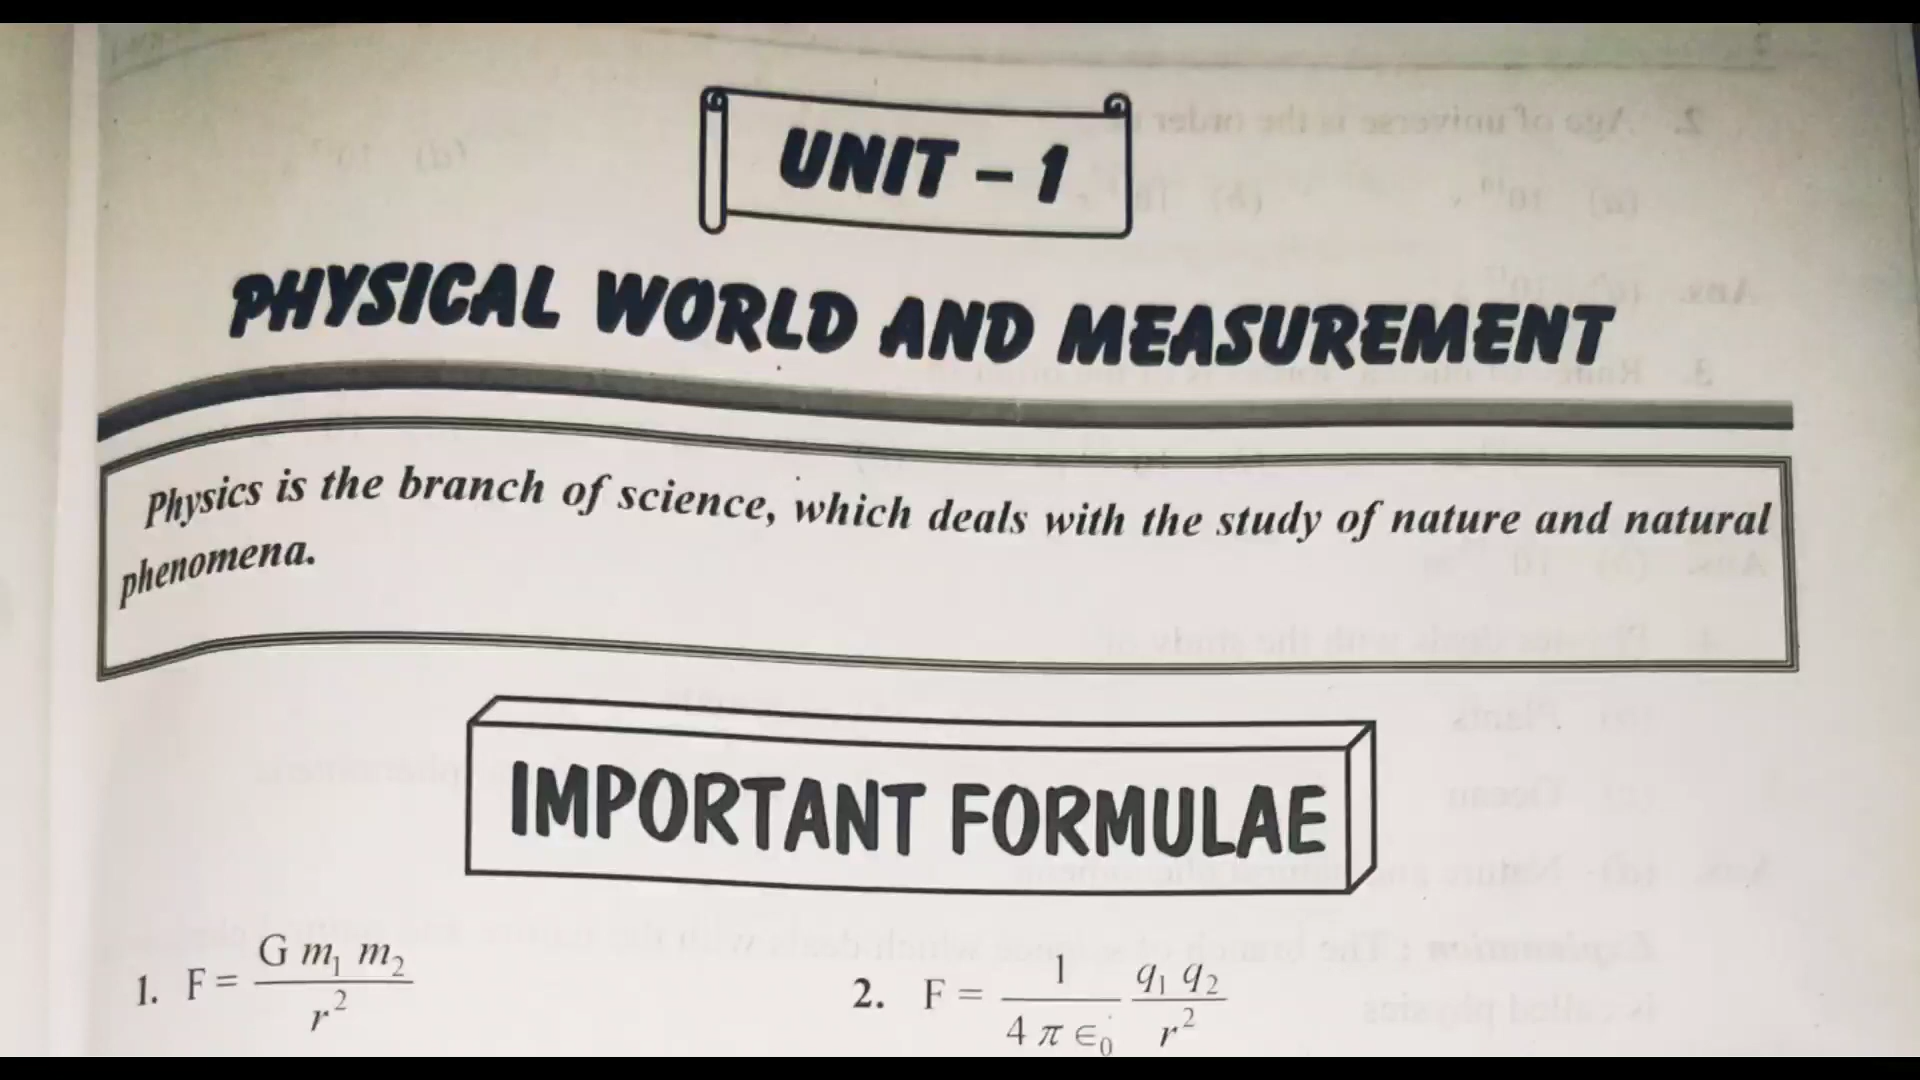 UNIT – 1
PHYSICAL WORLD AND MEASUREMENT
Physics is the branch of science, which deals with the study of nature and natural
phenomena.
IMPORTANT FORMULAE
1. F = G m₁ m₂ / r²
2. F = 1 / 4 π ∈₀ q₁ q₂ / r²